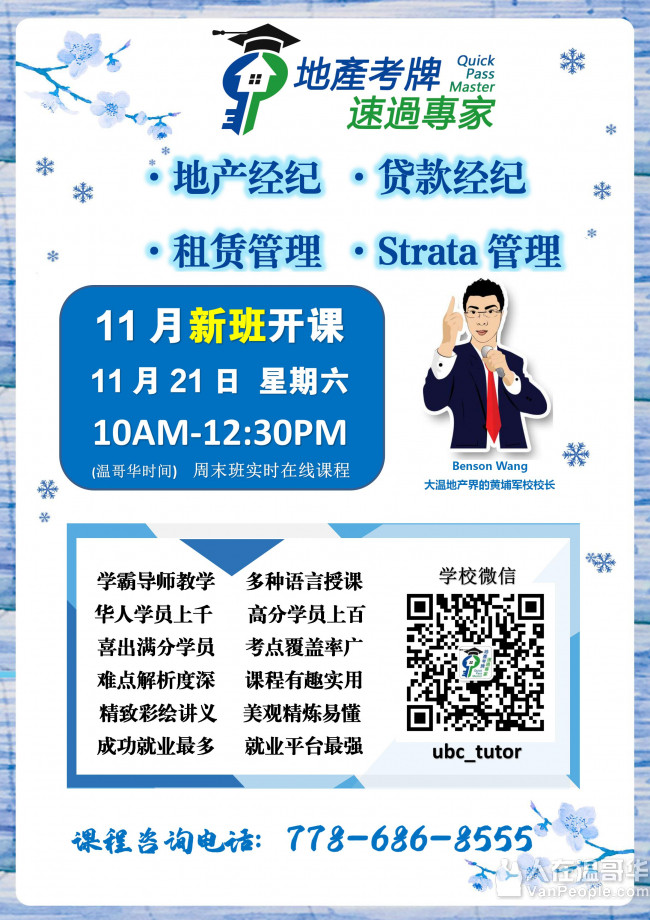 地產考牌
Quick
Pass
Master
速過專家
·地产经纪 ·贷款经纪
·租赁管理 ·Strata 管理
11月新班开课
11月21日 星期六
10AM-12:30PM
(温哥华时间) 周末班实时在线课程
Benson Wang
大温地产界的黄埔军校校长
学校微信
学霸导师教学 多种语言授课
华人学员上千 高分学员上百
喜出满分学员 考点覆盖率广
难点解析度深 课程有趣实用
精致彩绘讲义 美观精炼易懂
成功就业最多 就业平台最强
ubc_tutor
课程咨询电话: 778-686-8555
人在温哥华
VanPeople.com